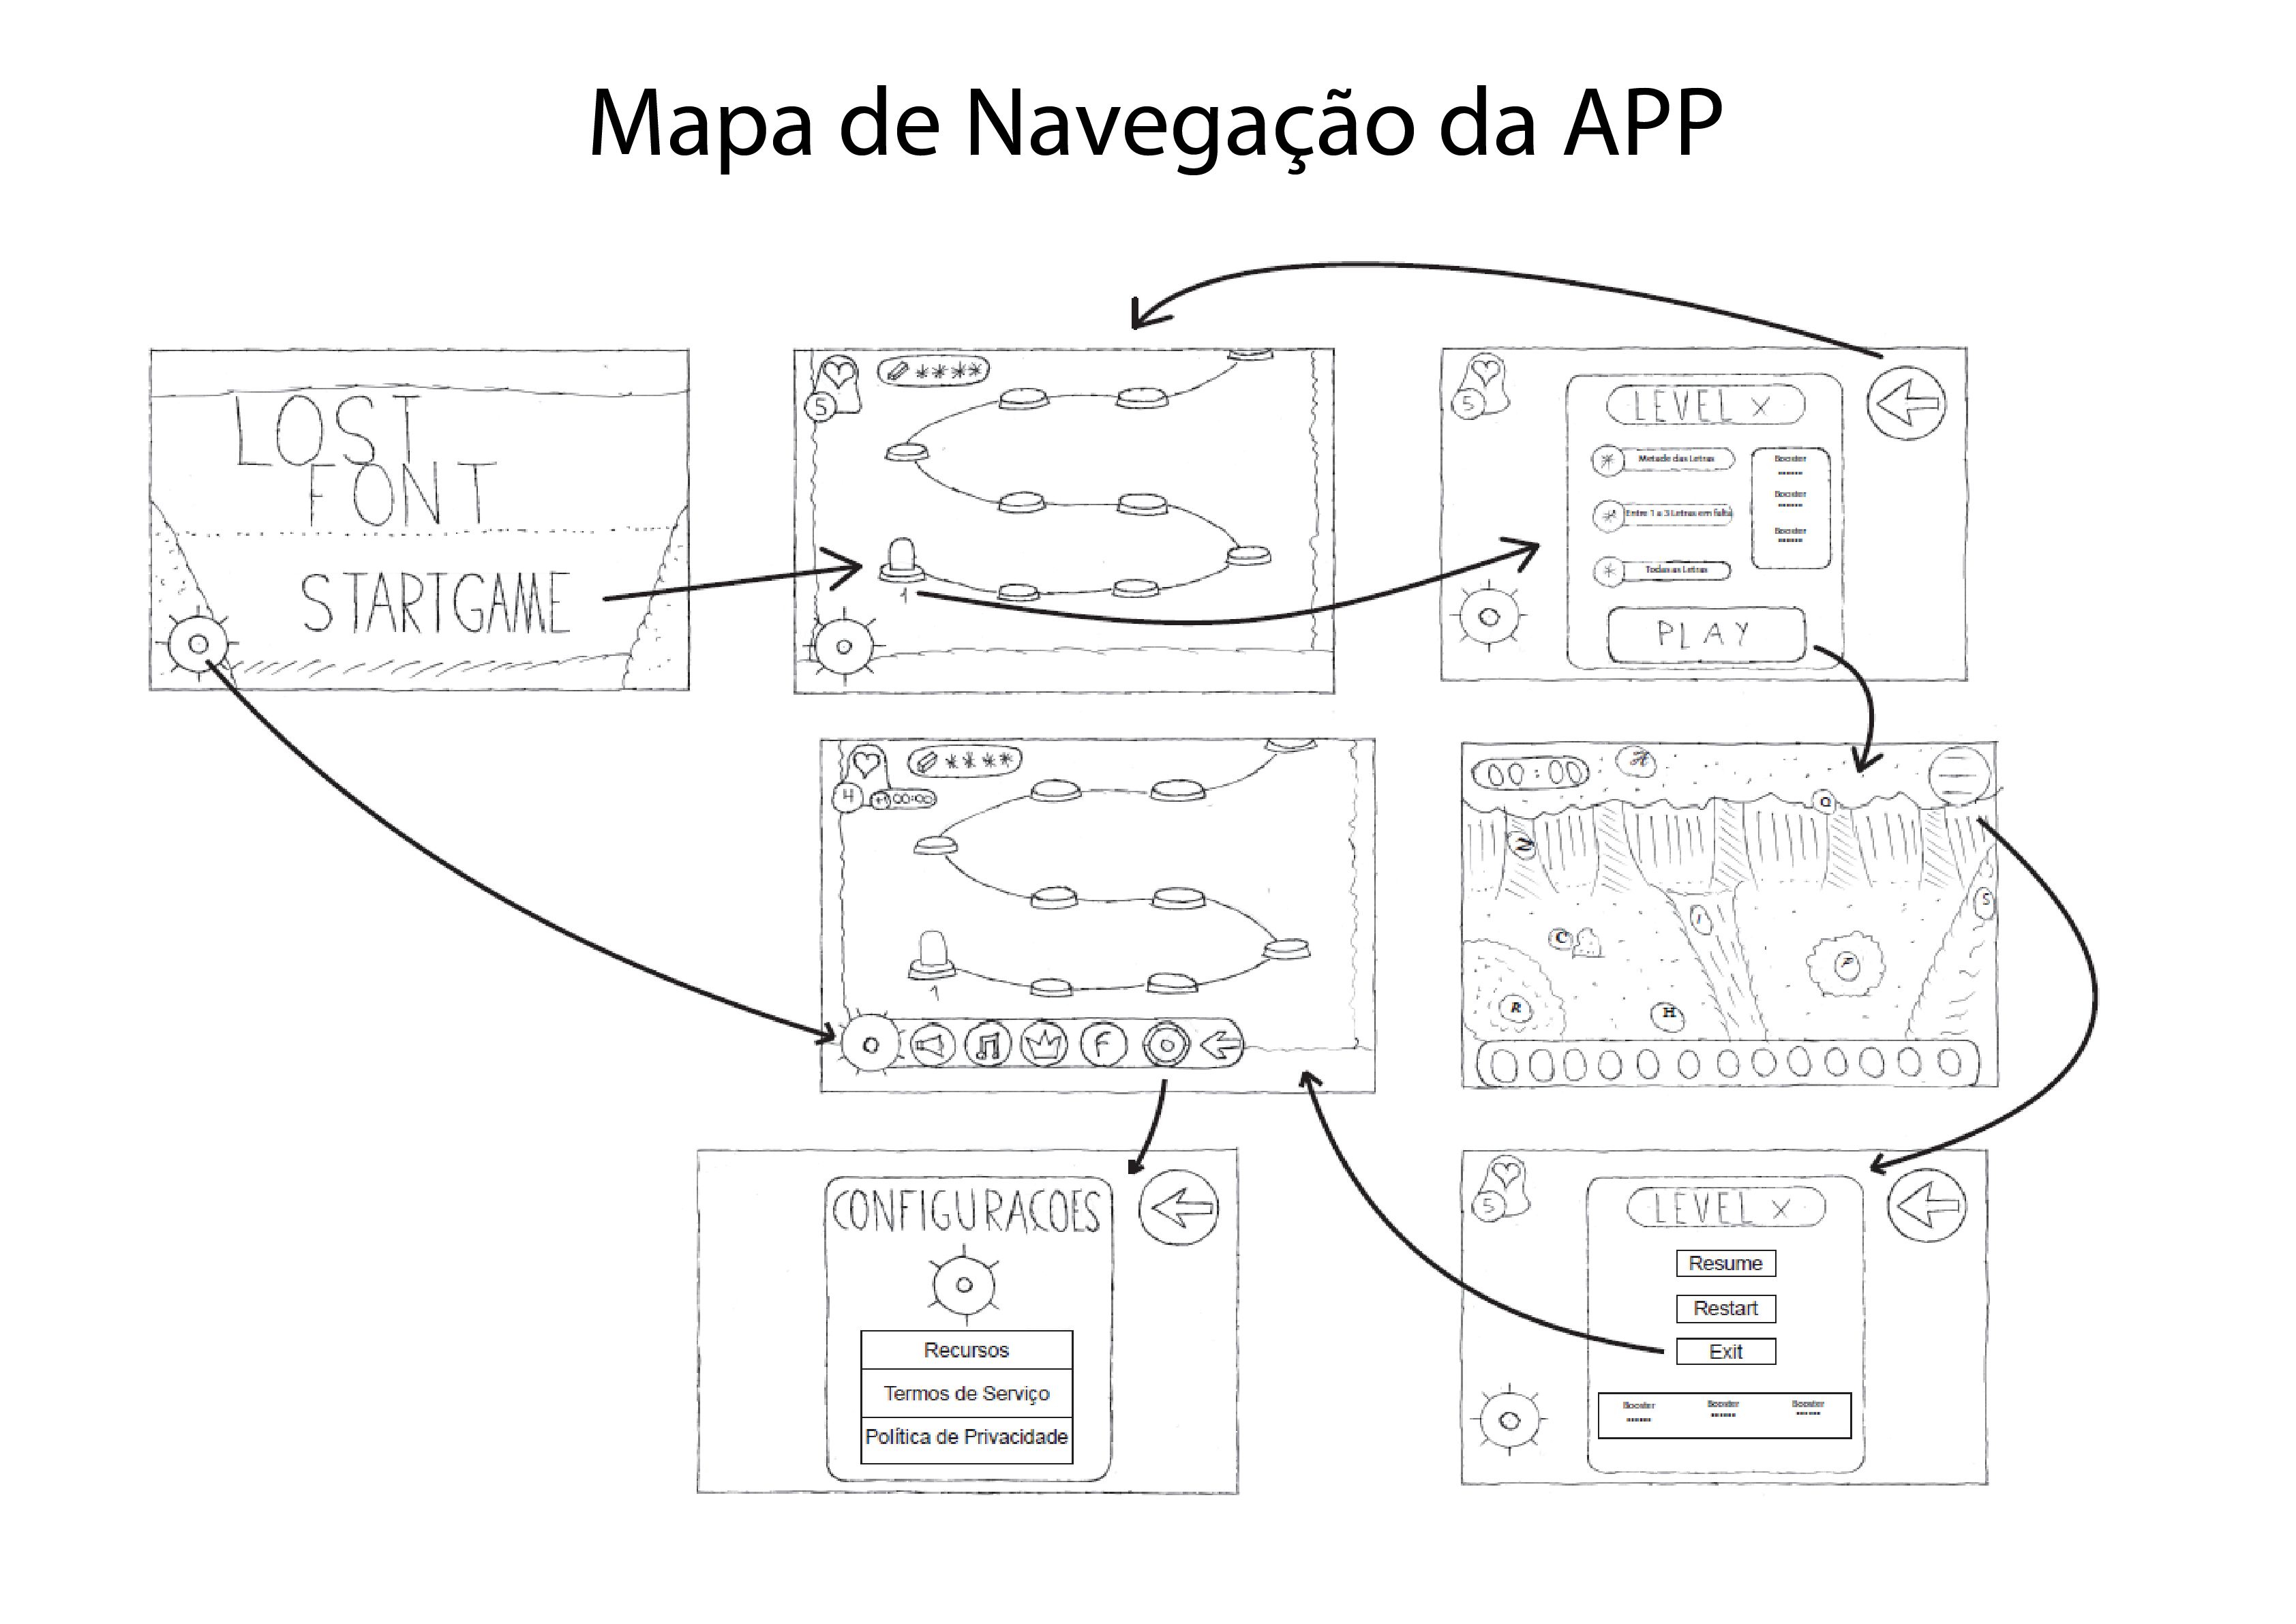 Mapa de Navegação da APP
LOST
FONT
STARTGAME
5
1
5
LEVEL X
Metade das Letras
Entre 1 a 3 Letras em falta
Todas as Letras
Booster
Booster
Booster
PLAY
4
+1 00:00
1
F
00:00
A
Q
N
S
I
C
P
R
H
CONFIGURAÇOES
Recursos
Termos de Serviço
Política de Privacidade
5
LEVEL X
Resume
Restart
Exit
Booster Booster Booster